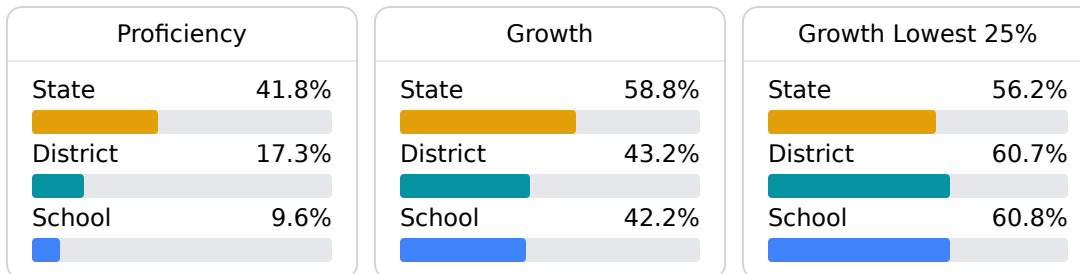 Proficiency
State 41.8%
District 17.3%
School 9.6%
Growth
State 58.8%
District 43.2%
School 42.2%
Growth Lowest 25%
State 56.2%
District 60.7%
School 60.8%